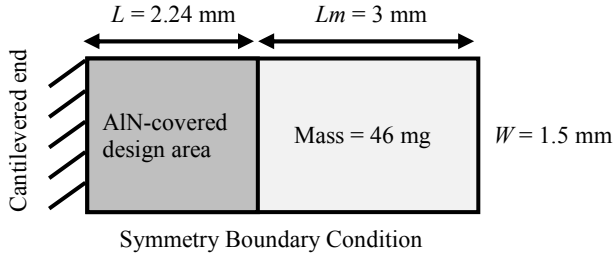 L = 2.24 mm
Lm = 3 mm
Cantilevered end
AlN-covered
design area
Mass = 46 mg
W = 1.5 mm
Symmetry Boundary Condition